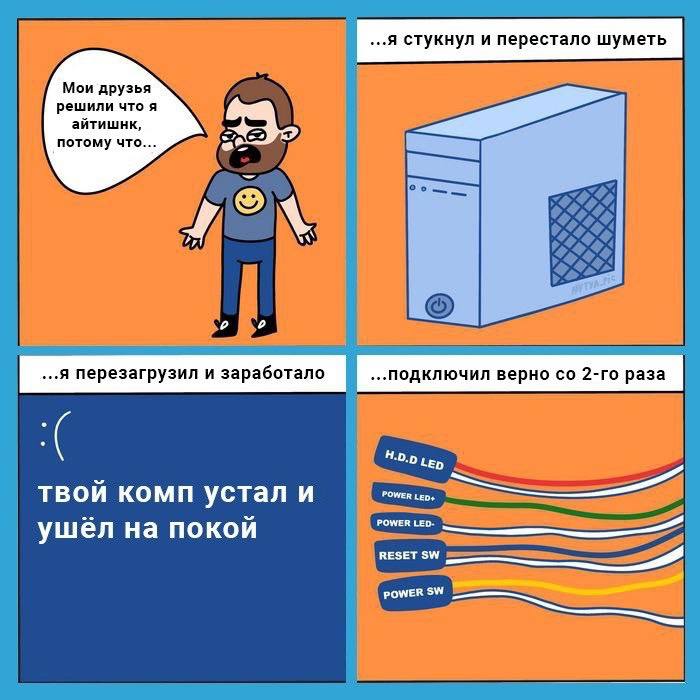 Мои друзья
решили что я
айтишнк,
потому что...
...я стукнул и перестало шуметь
...я перезагрузил и заработало
:(
твой комп устал и
ушёл на покой
...подключил верно со 2-го раза
H.D.D LED
POWER LED+
POWER LED-
RESET SW
POWER SW